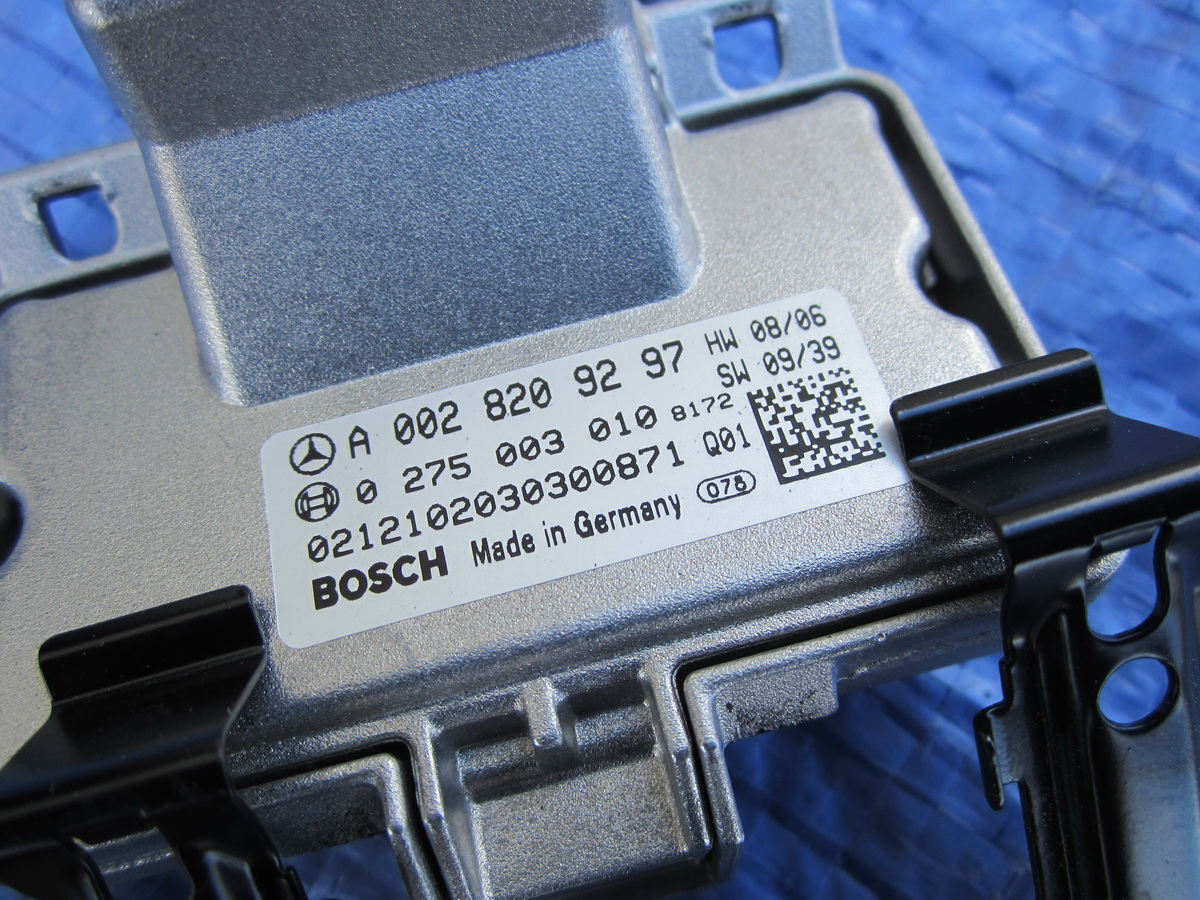 A 002 820 92 97 HW 08/06
SW 09/39
0 275 003 010 8172
0212102030300871 Q01
BOSCH Made in Germany 078